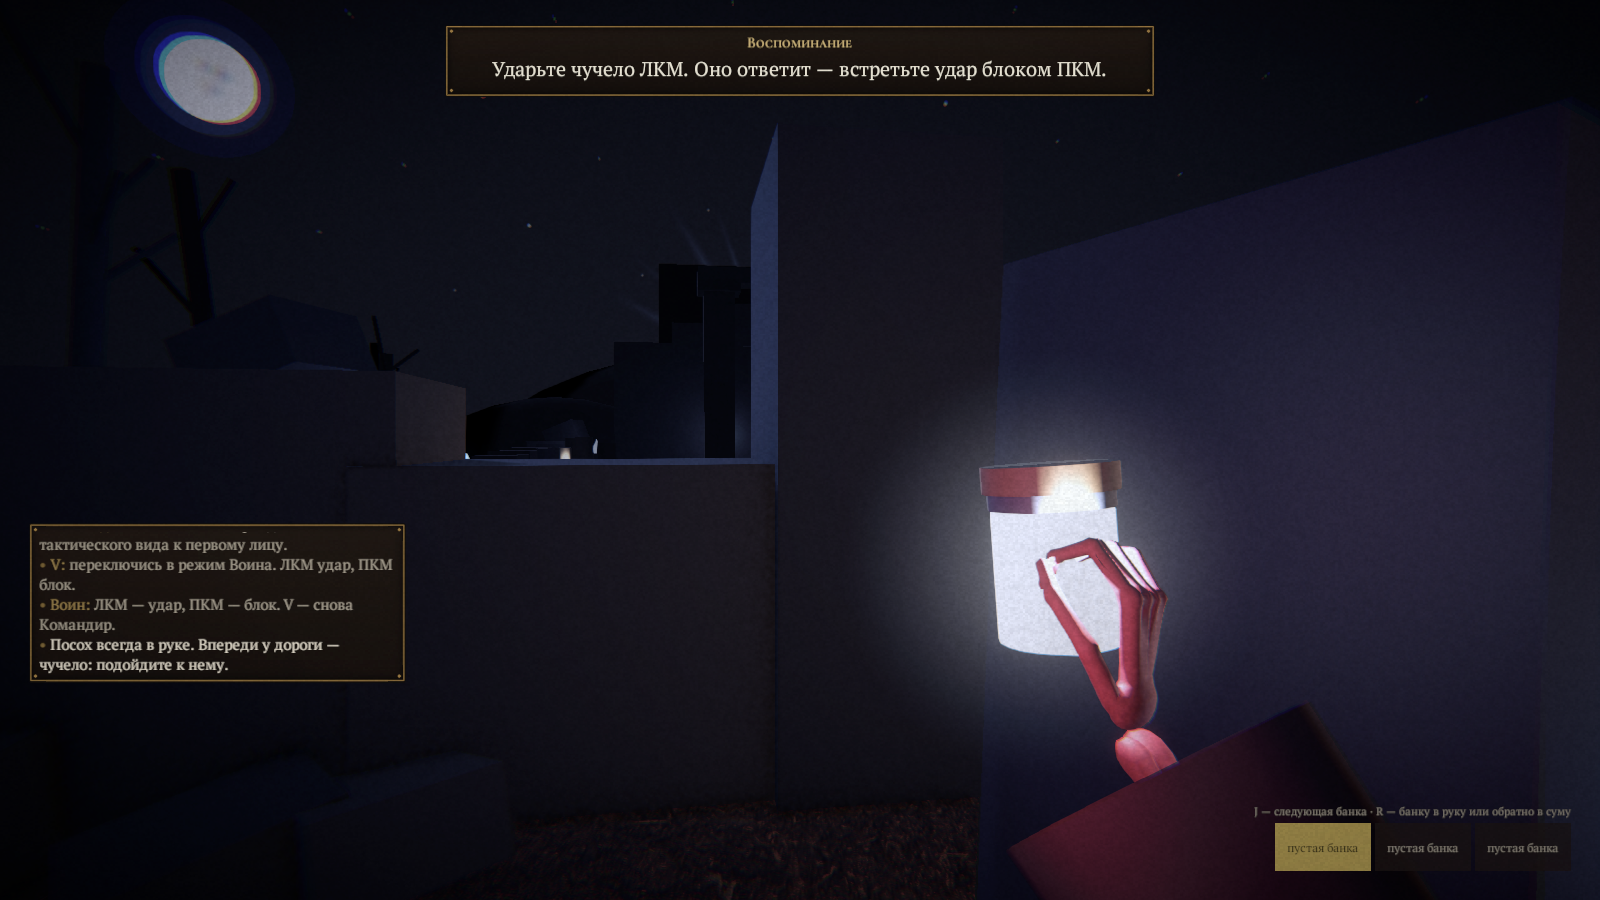 Воспоминание
Ударьте чучело ЛКМ. Оно ответит — встретьте удар блоком ПКМ.
тактического вида к первому лицу.
• V: переключись в режим Воина. ЛКМ удар, ПКМ
блок.
• Воин: ЛКМ — удар, ПКМ — блок. V — снова
Командир.
• Посох всегда в руке. Впереди у дороги —
чучело: подойдите к нему.
J — следующая банка · R — банку в руку или обратно в суму
пустая банка пустая банка пустая банка